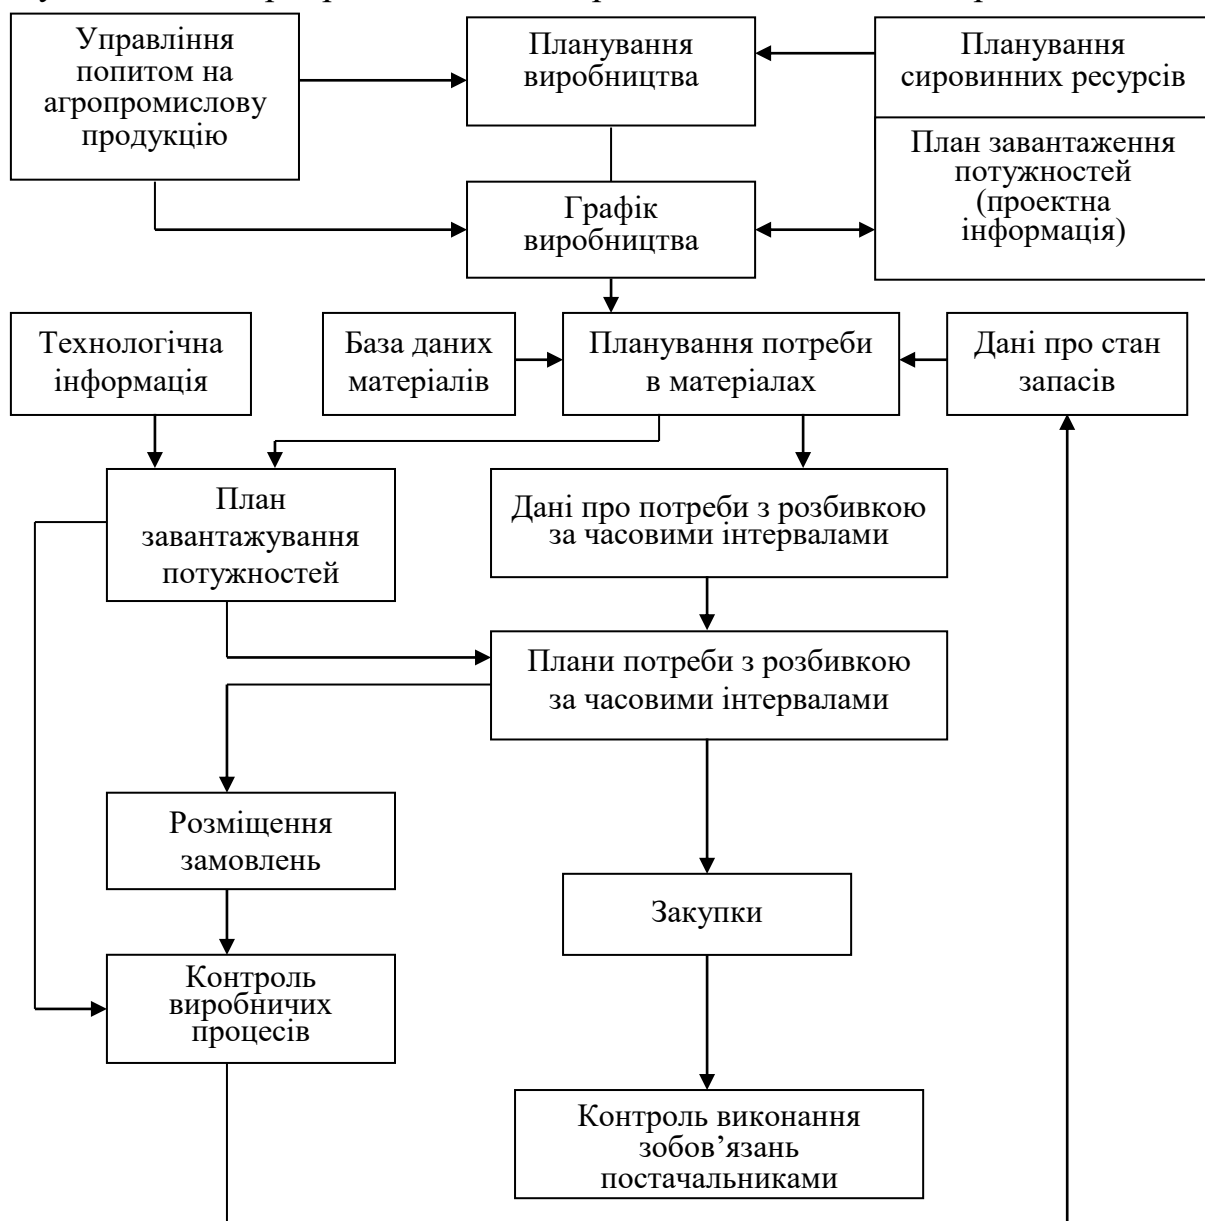 Управління
попитом на
агропромислову
продукцію
Планування
виробництва
Планування
сировинних ресурсів
План завантаження
потужностей
(проектна
інформація)
Графік
виробництва
Технологічна
інформація
База даних
матеріалів
Планування потреби
в матеріалах
Дані про стан
запасів
План
завантажування
потужностей
Дані про потреби з розбивкою
за часовими інтервалами
Плани потреби з розбивкою
за часовими інтервалами
Розміщення
замовлень
Закупки
Контроль
виробничих
процесів
Контроль виконання
зобов’язань
постачальниками